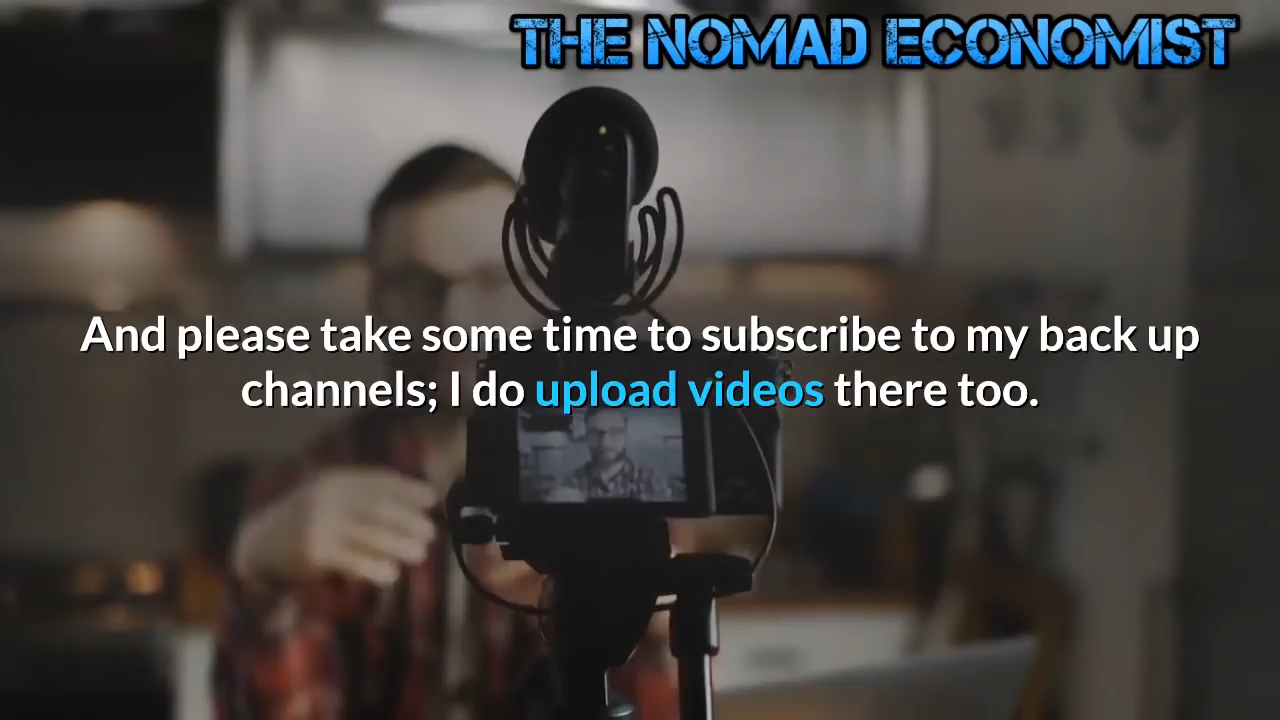 THE NOMAD ECONOMIST
And please take some time to subscribe to my back up
channels; I do upload videos there too.